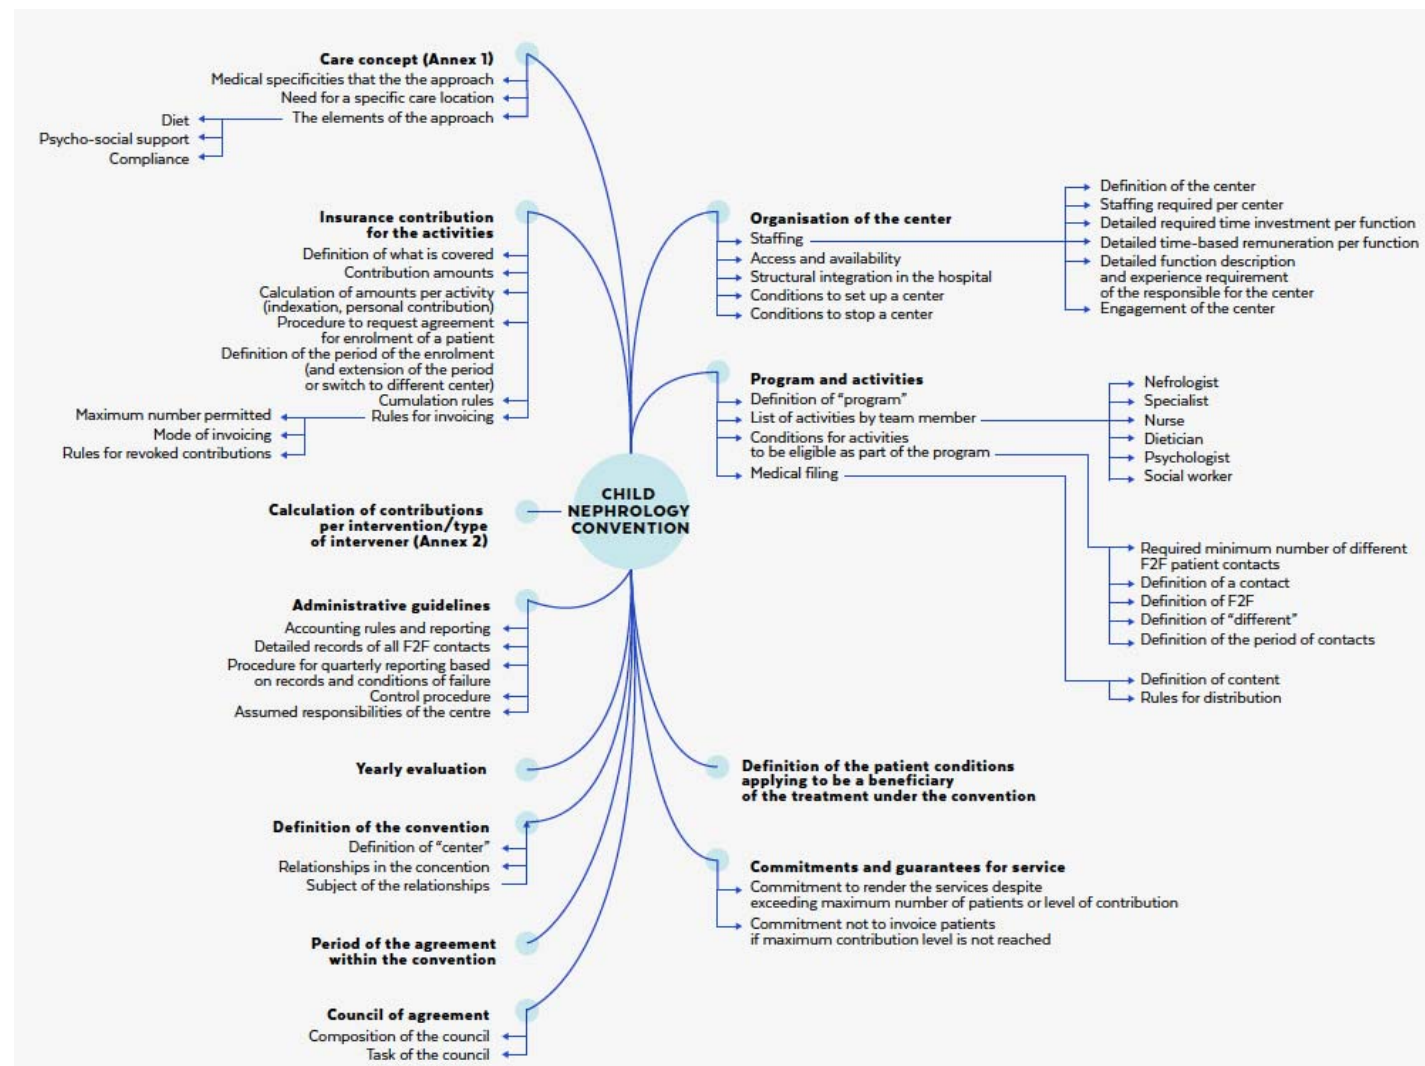 Care concept (Annex 1)
Medical specificities that the the approach
Need for a specific care location
The elements of the approach
Diet
Psycho-social support
Compliance
Insurance contribution
for the activities
Definition of what is covered
Contribution amounts
Calculation of amounts per activity
(indexation, personal contribution)
Procedure to request agreement
for enrolment of a patient
Definition of the period of the enrolment
(and extension of the period
or switch to different center)
Cumulation rules
Rules for invoicing
Maximum number permitted
Mode of invoicing
Rules for revoked contributions
Calculation of contributions
per intervention/type
of intervener (Annex 2)
Administrative guidelines
Accounting rules and reporting
Detailed records of all F2F contacts
Procedure for quarterly reporting based
on records and conditions of failure
Control procedure
Assumed responsibilities of the centre
Yearly evaluation
Definition of the convention
Definition of “center”
Relationships in the concention
Subject of the relationships
Period of the agreement
within the convention
Council of agreement
Composition of the council
Task of the council
CHILD
NEPHROLOGY
CONVENTION
Organisation of the center
Staffing
Access and availability
Structural integration in the hospital
Conditions to set up a center
Conditions to stop a center
Definition of the center
Staffing required per center
Detailed required time investment per function
Detailed time-based remuneration per function
Detailed function description
and experience requirement
of the responsible for the center
Engagement of the center
Program and activities
Definition of “program”
List of activities by team member
Conditions for activities
to be eligible as part of the program
Medical filing
Nefrologist
Specialist
Nurse
Dietician
Psychologist
Social worker
Required minimum number of different
F2F patient contacts
Definition of a contact
Definition of F2F
Definition of “different”
Definition of the period of contacts
Definition of content
Rules for distribution
Definition of the patient conditions
applying to be a beneficiary
of the treatment under the convention
Commitments and guarantees for service
Commitment to render the services despite
exceeding maximum number of patients or level of contribution
Commitment not to invoice patients
if maximum contribution level is not reached